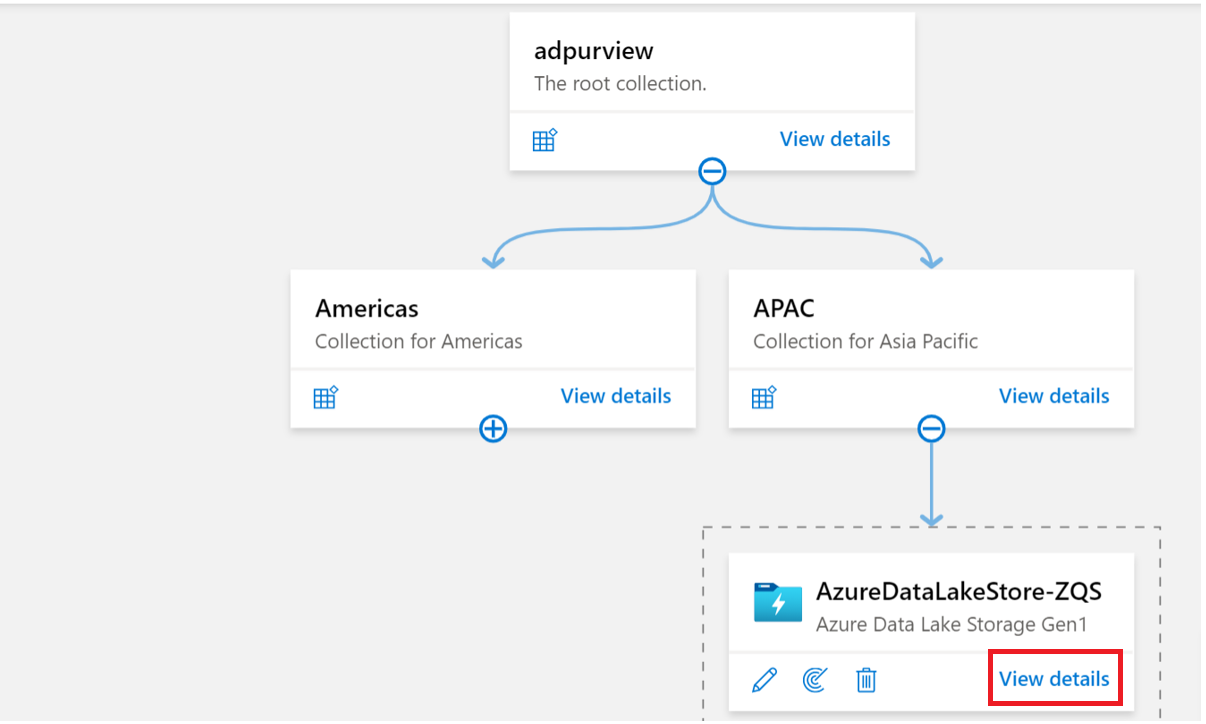 adpurview
The root collection.
View details
Americas
Collection for Americas
View details
APAC
Collection for Asia Pacific
View details
AzureDataLakeStore-ZQS
Azure Data Lake Storage Gen1
View details